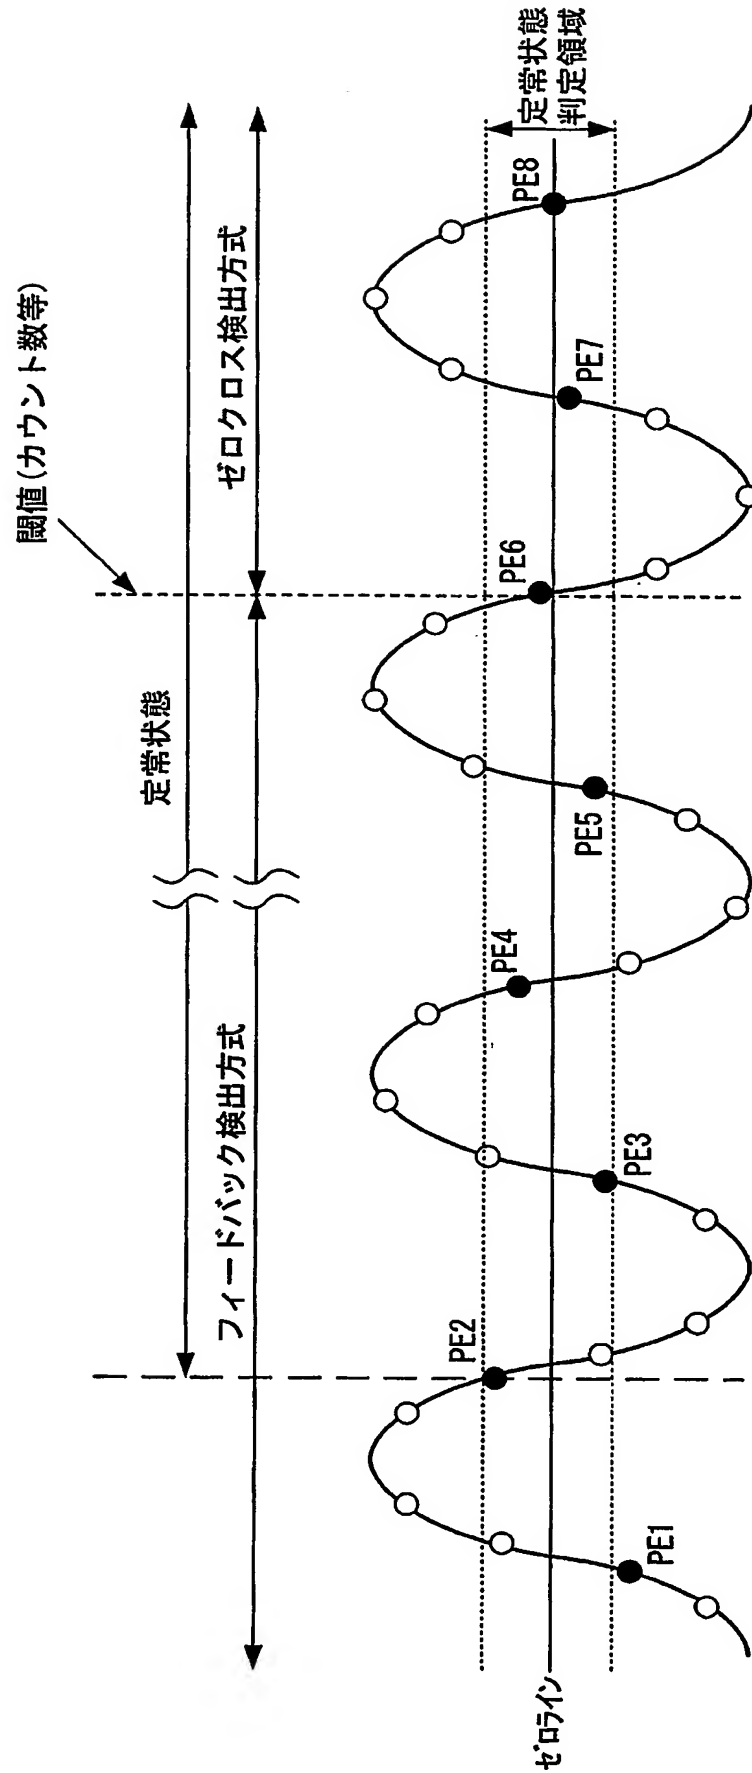 閾値(カウント数等)
定常状態
フィードバック検出方式
ゼロクロス検出方式
定常状態
判定領域
PE1
PE2
PE3
PE4
PE5
PE6
PE7
PE8
ゼロライン